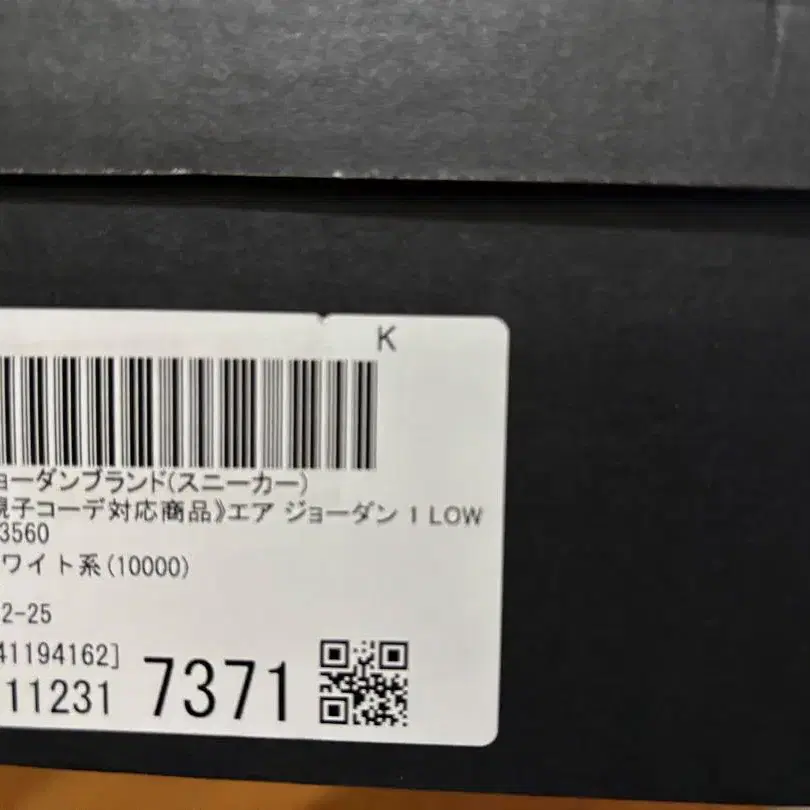 K
ョーダンブランド(スニーカー)
親子コーデ対応商品》エア ジョーダン 1 LOW
3560
ワイト系(10000)
2-25
41194162]
11231 7371